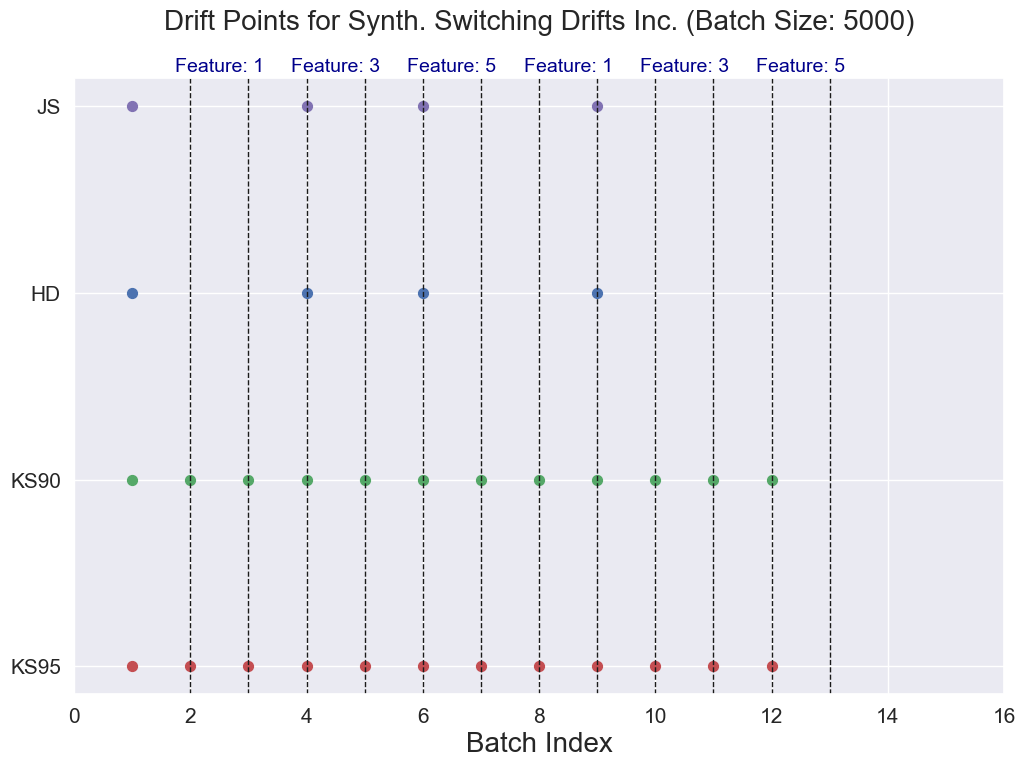 Drift Points for Synth. Switching Drifts Inc. (Batch Size: 5000)
Feature: 1 Feature: 3 Feature: 5 Feature: 1 Feature: 3 Feature: 5
JS
HD
KS90
KS95
0 2 4 6 8 10 12 14 16
Batch Index